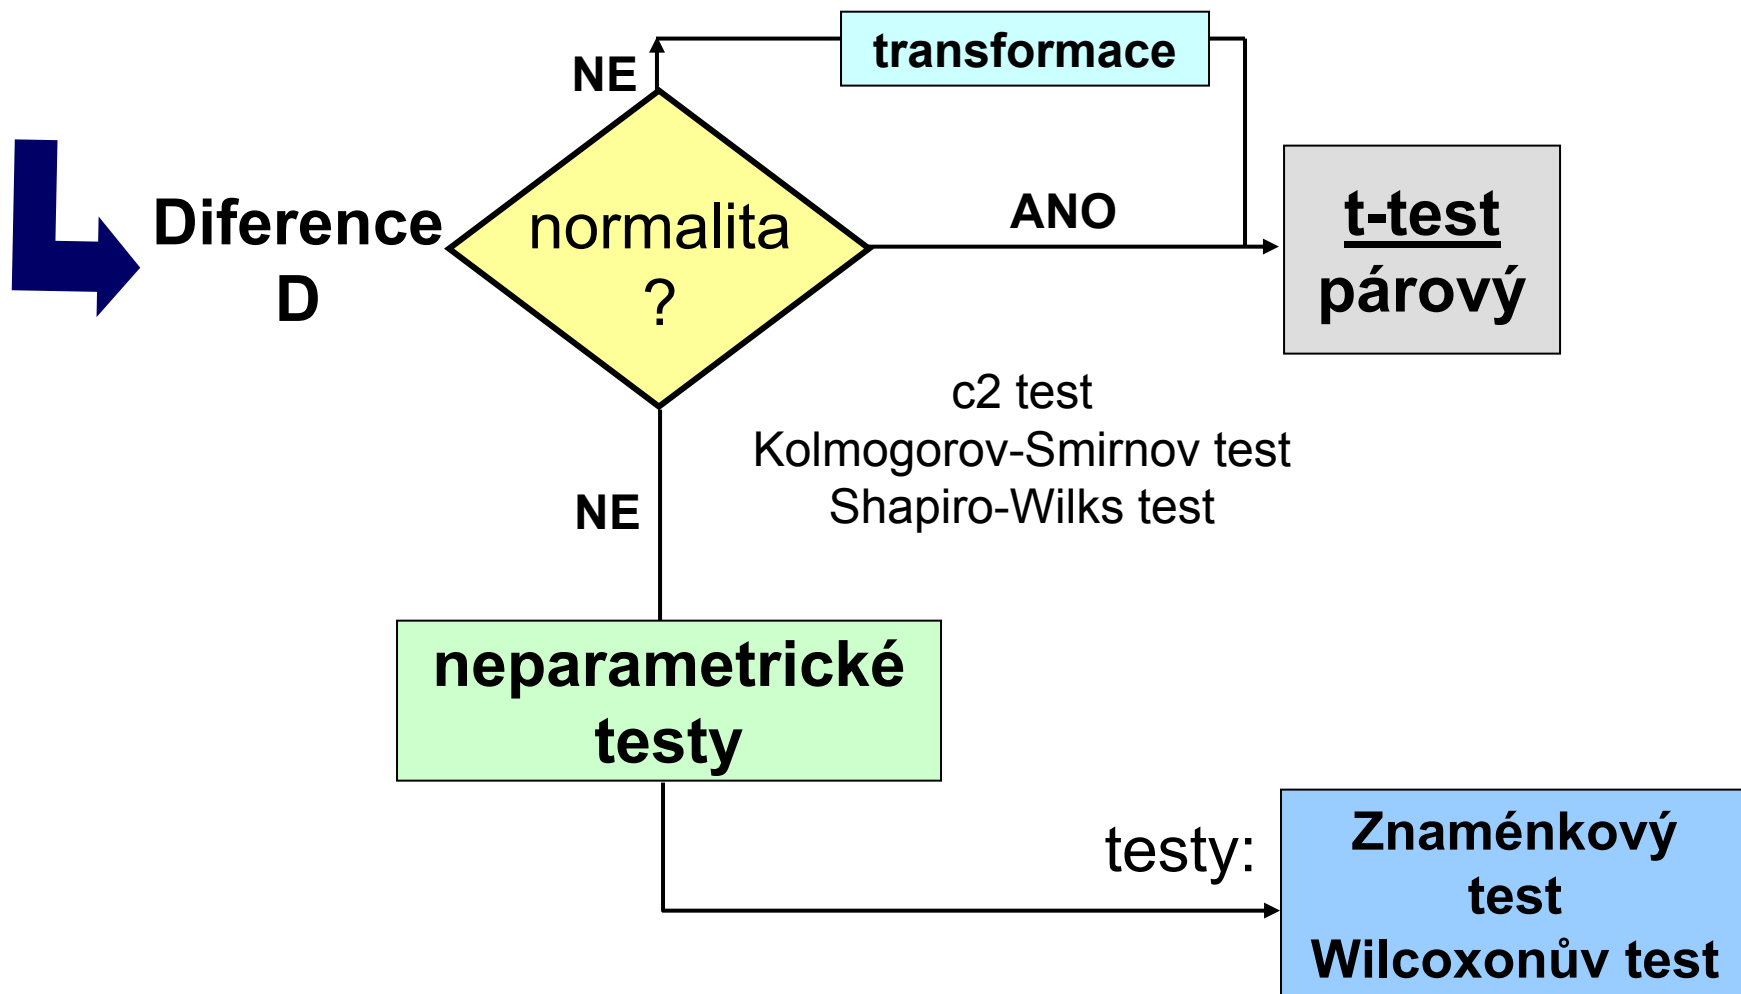 transformace
NE
Diference
D
normalita
?
ANO
t-test
párový
c2 test
Kolmogorov-Smirnov test
Shapiro-Wilks test
NE
neparametrické
testy
testy:
Znaménkový
test
Wilcoxonův test